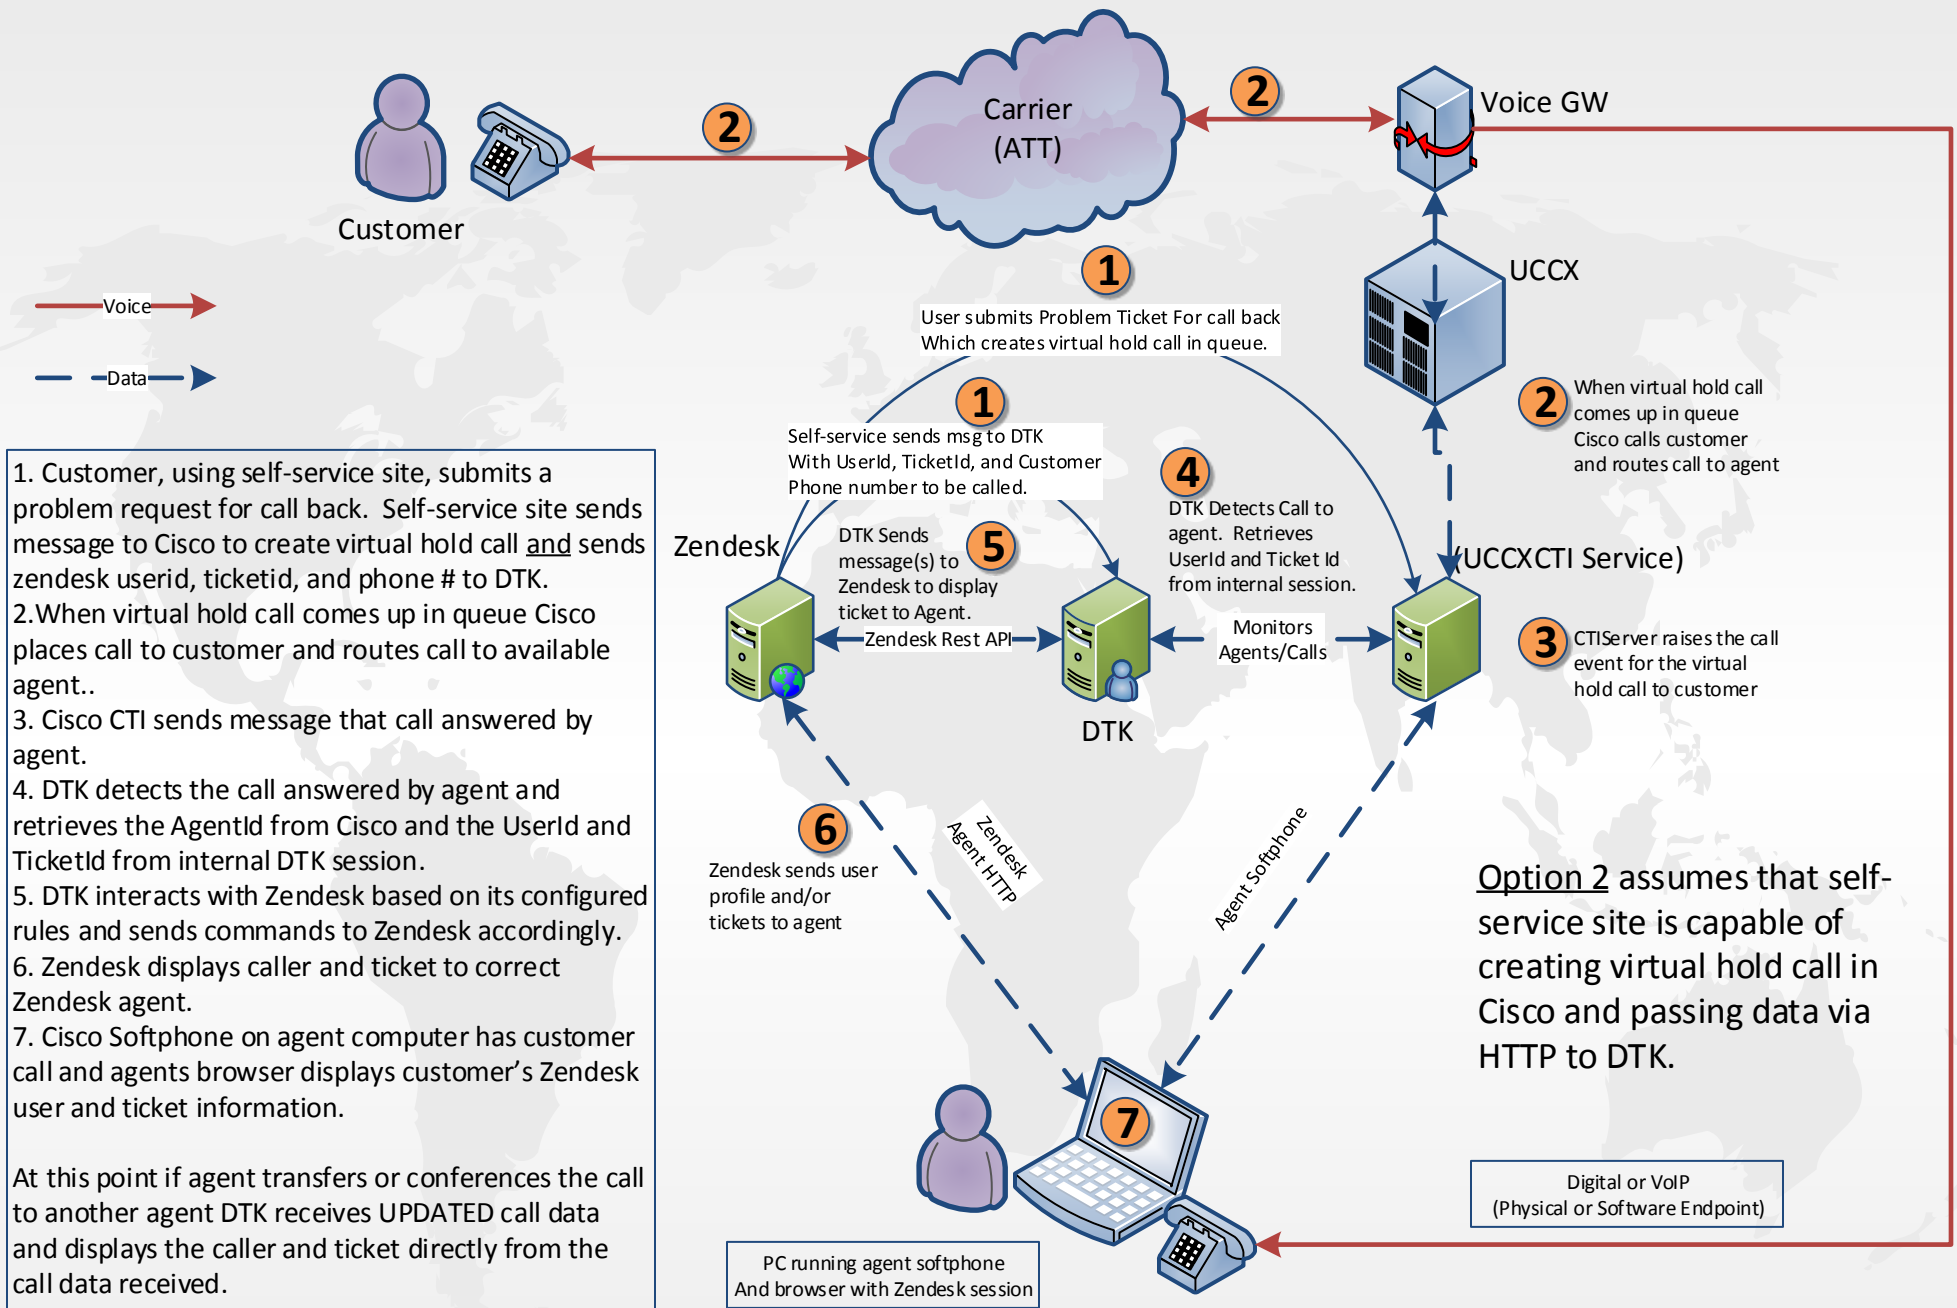 Customer
2
Carrier
(ATT)
2
Voice GW
Voice
Data
1
User submits Problem Ticket For call back
Which creates virtual hold call in queue.
UCCX
1
Self-service sends msg to DTK
With UserId, TicketId, and Customer
Phone number to be called.
2
When virtual hold call
comes up in queue
Cisco calls customer
and routes call to agent
4
DTK Detects Call to
agent. Retrieves
UserId and Ticket Id
from internal session.
Zendesk
DTK Sends
message(s) to
Zendesk to display
ticket to Agent.
5
(UCCXCTI Service)
Zendesk Rest API
Monitors
Agents/Calls
3
CTIServer raises the call
event for the virtual
hold call to customer
DTK
6
Zendesk sends user
profile and/or
tickets to agent
Zendesk
Agent HTTP
Agent Softphone
1. Customer, using self-service site, submits a
problem request for call back. Self-service site sends
message to Cisco to create virtual hold call and sends
zendesk userid, ticketid, and phone # to DTK.
2.When virtual hold call comes up in queue Cisco
places call to customer and routes call to available
agent..
3. Cisco CTI sends message that call answered by
agent.
4. DTK detects the call answered by agent and
retrieves the AgentId from Cisco and the UserId and
TicketId from internal DTK session.
5. DTK interacts with Zendesk based on its configured
rules and sends commands to Zendesk accordingly.
6. Zendesk displays caller and ticket to correct
Zendesk agent.
7. Cisco Softphone on agent computer has customer
call and agents browser displays customer's Zendesk
user and ticket information.
At this point if agent transfers or conferences the call
to another agent DTK receives UPDATED call data
and displays the caller and ticket directly from the
call data received.
Option 2 assumes that self-
service site is capable of
creating virtual hold call in
Cisco and passing data via
HTTP to DTK.
7
Digital or VoIP
(Physical or Software Endpoint)
PC running agent softphone
And browser with Zendesk session